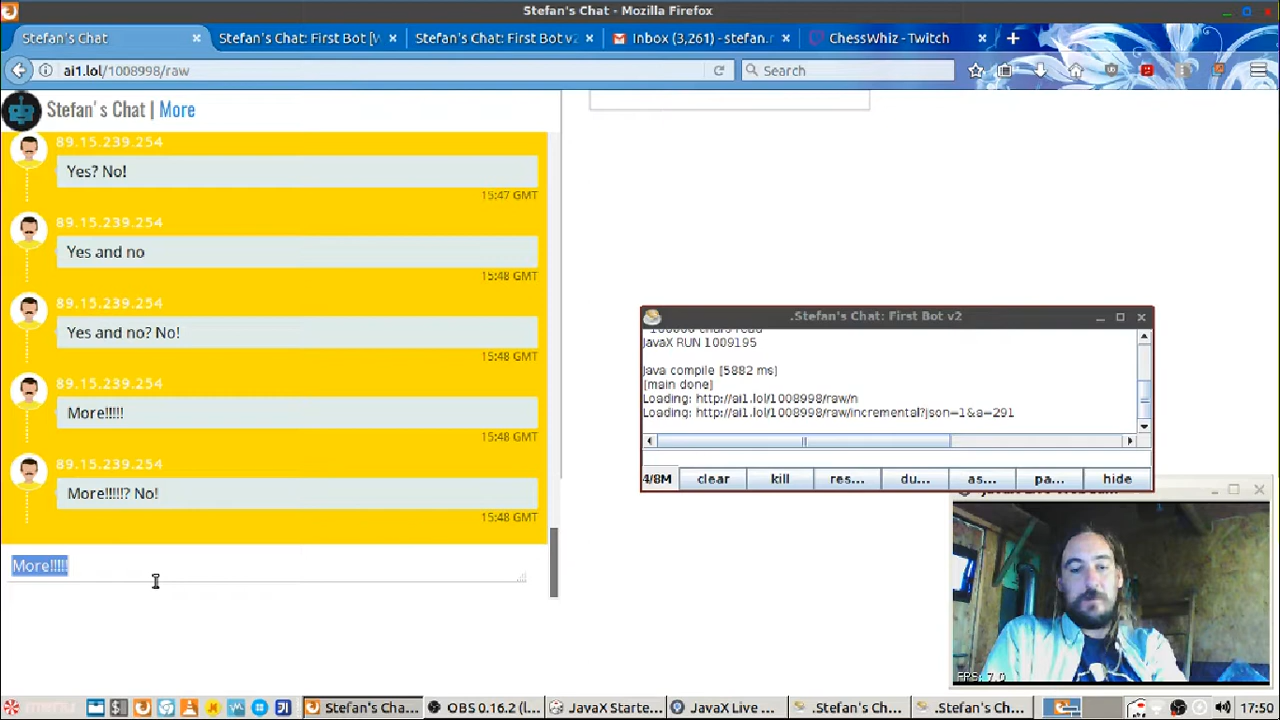 Stefan's Chat - Mozilla Firefox
Stefan's Chat
Stefan's Chat: First Bot [V
Stefan's Chat: First Bot v2
Inbox (3,261) - stefan.r
ChessWhiz - Twitch
ai1.lol/1008998/raw
Search
Stefan's Chat | More
89.15.239.254
Yes? No!
15:47 GMT
89.15.239.254
Yes and no
15:48 GMT
89.15.239.254
Yes and no? No!
15:48 GMT
89.15.239.254
More!!!!!
15:48 GMT
89.15.239.254
More!!!!!? No!
15:48 GMT
More!!!!!
.Stefan's Chat: First Bot v2
JavaX RUN 1009195
Java compile [5882 ms]
[main done]
Loading: http://ai1.lol/1008998/raw/n
Loading: http://ai1.lol/1008998/raw/incremental?json=1&a=291
4/8M clear kill res... du... as... pa... hide
FPS: 7.0
menu Stefan's Cha... OBS 0.16.2 (l... JavaX Starte... JavaX Live ... .Stefan's Ch... .Stefan's Ch... 17:50